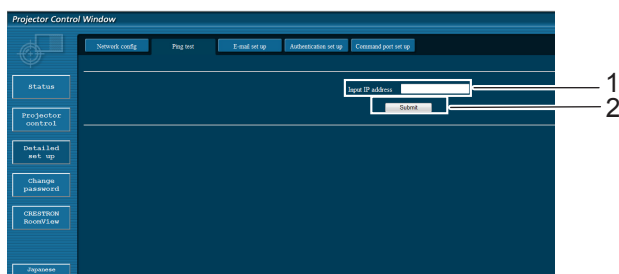 Projector Control Window
Network config Ping test E-mail set up Authentication set up Command port set up
Input IP address
1
Submit
2
Status
Projector control
Detailed set up
Change password
CRESTRON RoomView
Japanese